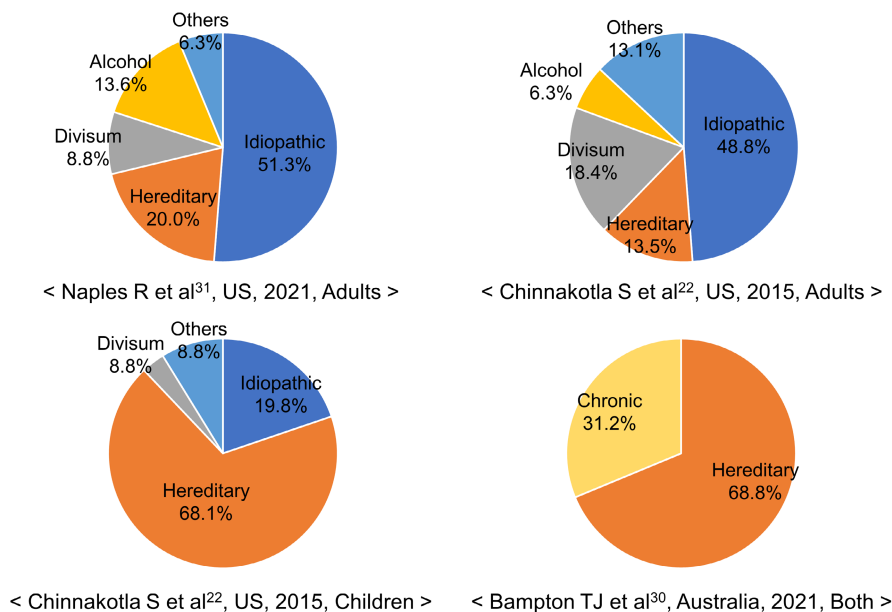 Others
6.3%
Alcohol
13.6%
Divisum
8.8%
Hereditary
20.0%
Idiopathic
51.3%
< Naples R et al³¹, US, 2021, Adults >
Others
13.1%
Alcohol
6.3%
Divisum
18.4%
Hereditary
13.5%
Idiopathic
48.8%
< Chinnakotla S et al²², US, 2015, Adults >
Others
8.8%
Divisum
8.8%
Idiopathic
19.8%
Hereditary
68.1%
< Chinnakotla S et al²², US, 2015, Children >
Chronic
31.2%
Hereditary
68.8%
< Bampton TJ et al³⁰, Australia, 2021, Both >